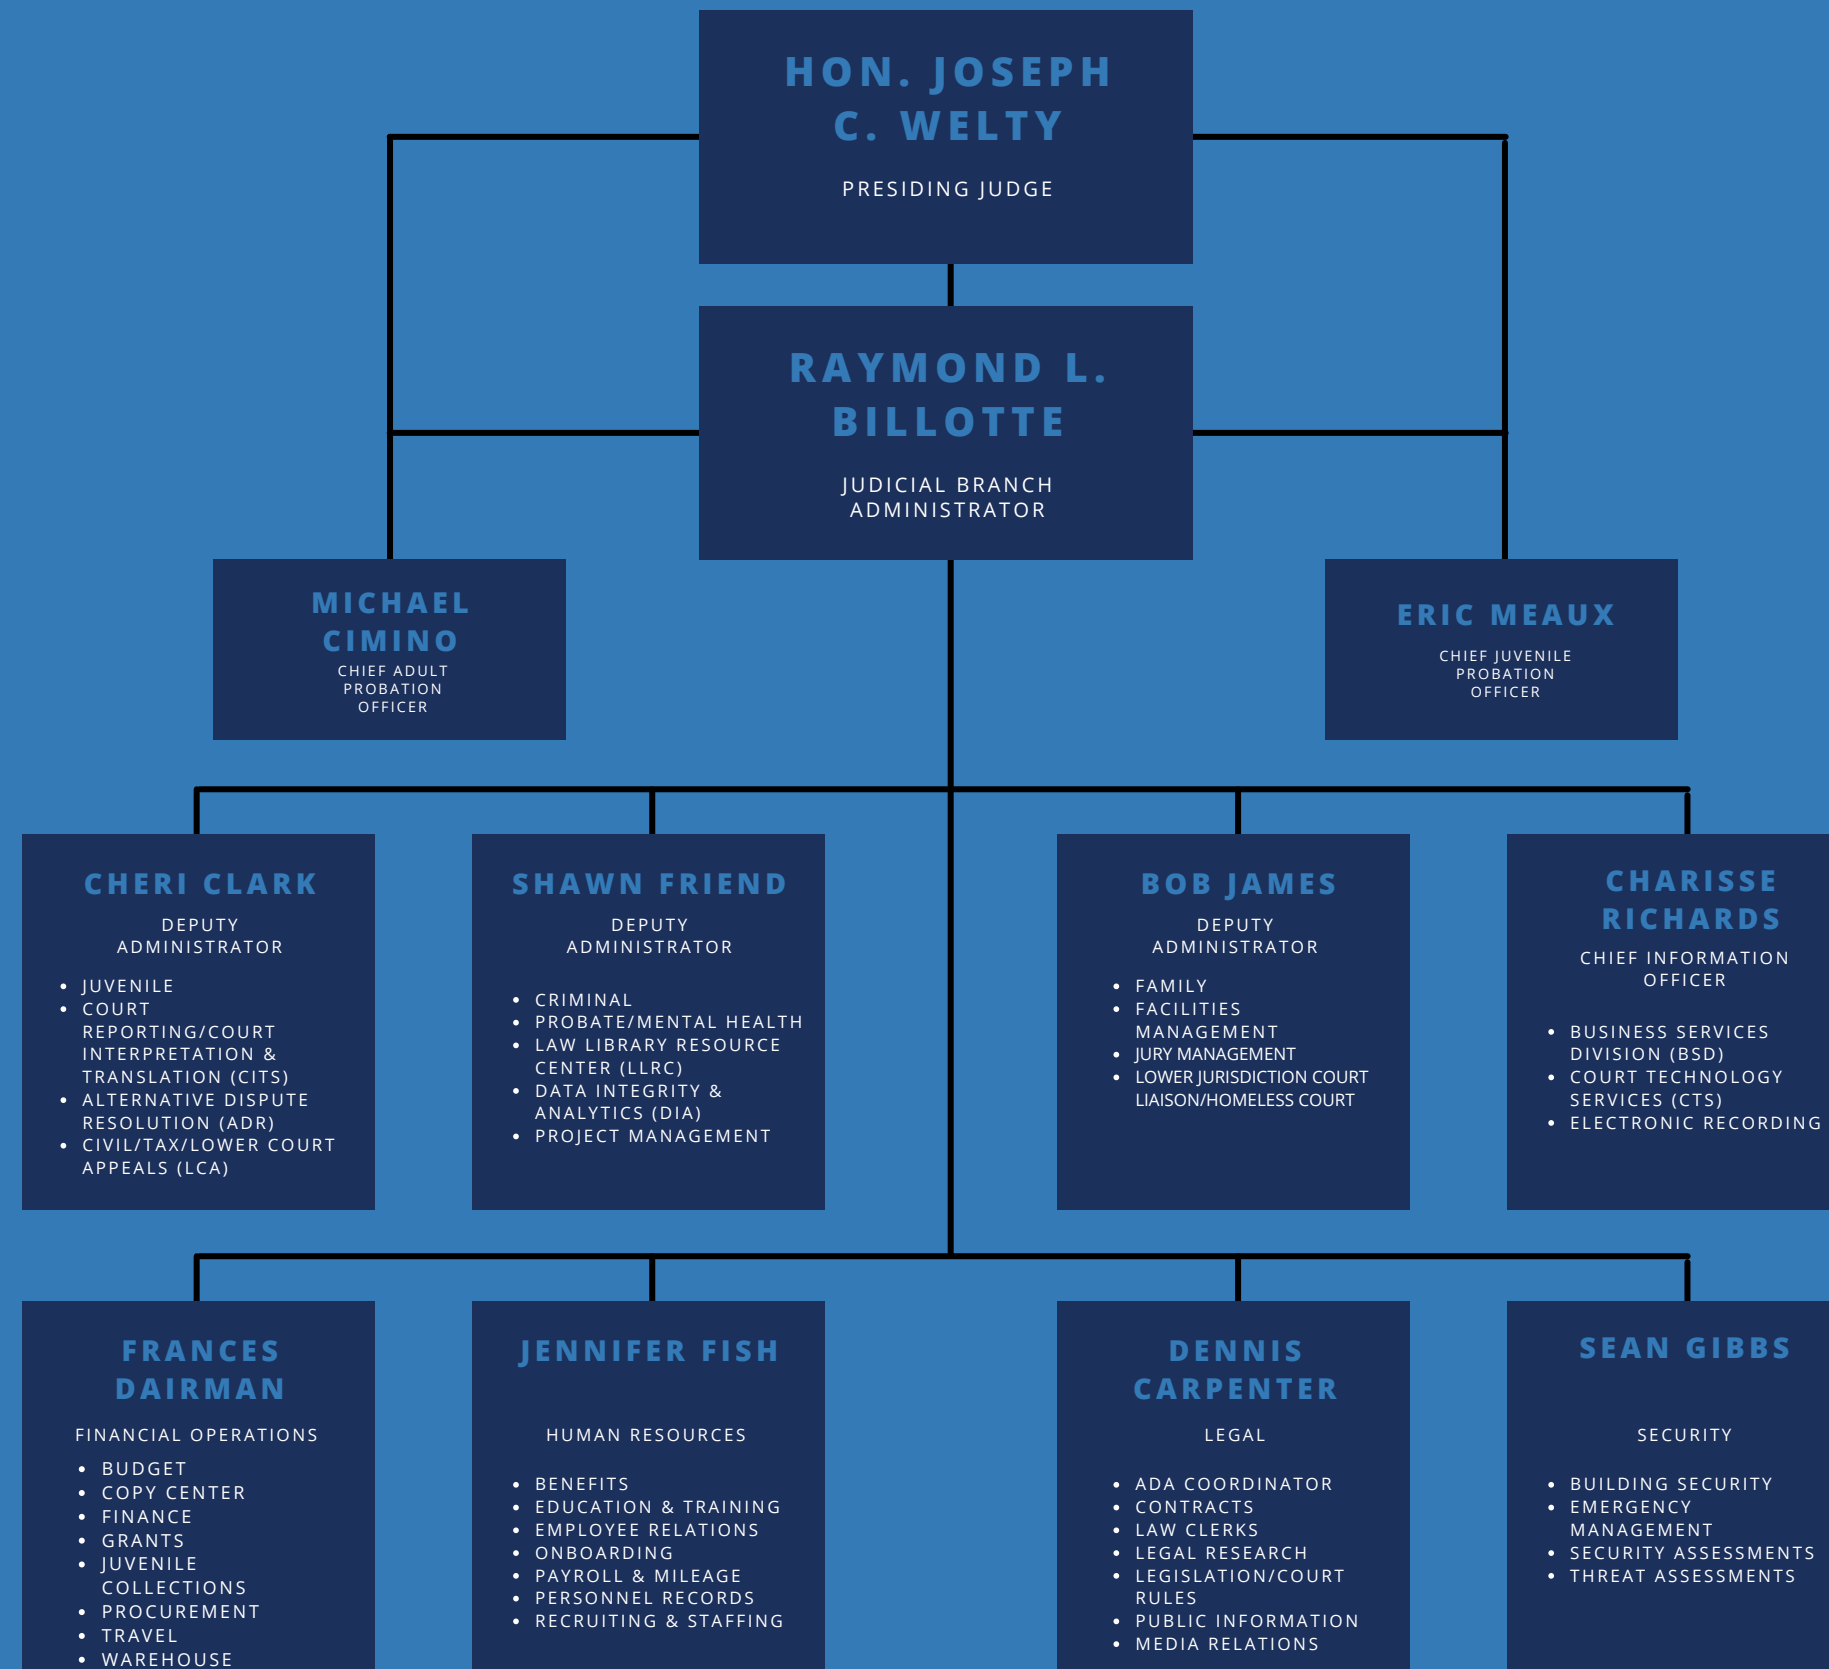 HON. JOSEPH
C. WELTY
PRESIDING JUDGE
RAYMOND L.
BILLOTTE
JUDICIAL BRANCH
ADMINISTRATOR
MICHAEL
CIMINO
CHIEF ADULT
PROBATION
OFFICER
ERIC MEAUX
CHIEF JUVENILE
PROBATION
OFFICER
CHERI CLARK
DEPUTY
ADMINISTRATOR
• JUVENILE
• COURT
REPORTING/COURT
INTERPRETATION &
TRANSLATION (CITS)
• ALTERNATIVE DISPUTE
RESOLUTION (ADR)
• CIVIL/TAX/LOWER COURT
APPEALS (LCA)
SHAWN FRIEND
DEPUTY
ADMINISTRATOR
• CRIMINAL
• PROBATE/MENTAL HEALTH
• LAW LIBRARY RESOURCE
CENTER (LLRC)
• DATA INTEGRITY &
ANALYTICS (DIA)
• PROJECT MANAGEMENT
BOB JAMES
DEPUTY
ADMINISTRATOR
• FAMILY
• FACILITIES
MANAGEMENT
• JURY MANAGEMENT
• LOWER JURISDICTION COURT
LIAISON/HOMELESS COURT
CHARISSE
RICHARDS
CHIEF INFORMATION
OFFICER
• BUSINESS SERVICES
DIVISION (BSD)
• COURT TECHNOLOGY
SERVICES (CTS)
• ELECTRONIC RECORDING
FRANCES
DAIRMAN
FINANCIAL OPERATIONS
• BUDGET
• COPY CENTER
• FINANCE
• GRANTS
• JUVENILE
COLLECTIONS
• PROCUREMENT
• TRAVEL
• WAREHOUSE
JENNIFER FISH
HUMAN RESOURCES
• BENEFITS
• EDUCATION & TRAINING
• EMPLOYEE RELATIONS
• ONBOARDING
• PAYROLL & MILEAGE
• PERSONNEL RECORDS
• RECRUITING & STAFFING
DENNIS
CARPENTER
LEGAL
• ADA COORDINATOR
• CONTRACTS
• LAW CLERKS
• LEGAL RESEARCH
• LEGISLATION/COURT
RULES
• PUBLIC INFORMATION
• MEDIA RELATIONS
SEAN GIBBS
SECURITY
• BUILDING SECURITY
• EMERGENCY
MANAGEMENT
• SECURITY ASSESSMENTS
• THREAT ASSESSMENTS